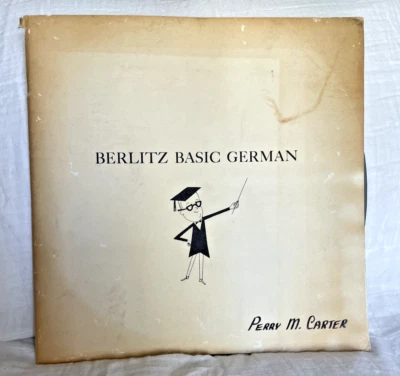 BERLITZ BASIC GERMAN
PERRY M. CARTER